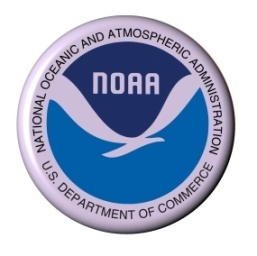 NATIONAL OCEANIC AND ATMOSPHERIC ADMINISTRATION
NOAA
U.S. DEPARTMENT OF COMMERCE